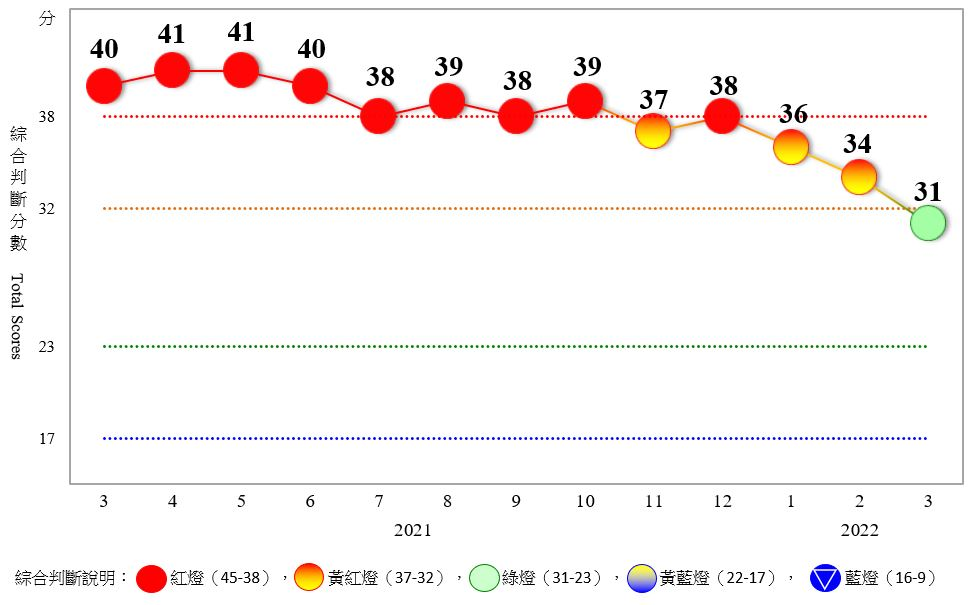 分
40 41 41 40 38 39 38 39 37 38 36 34 31
38
32
23
17
綜合判斷分數 Total Scores
3 4 5 6 7 8 9 10 11 12 1 2 3
2021 2022
綜合判斷說明： 紅燈（45-38）， 黃紅燈（37-32）， 綠燈（31-23）， 黃藍燈（22-17）， 藍燈（16-9）